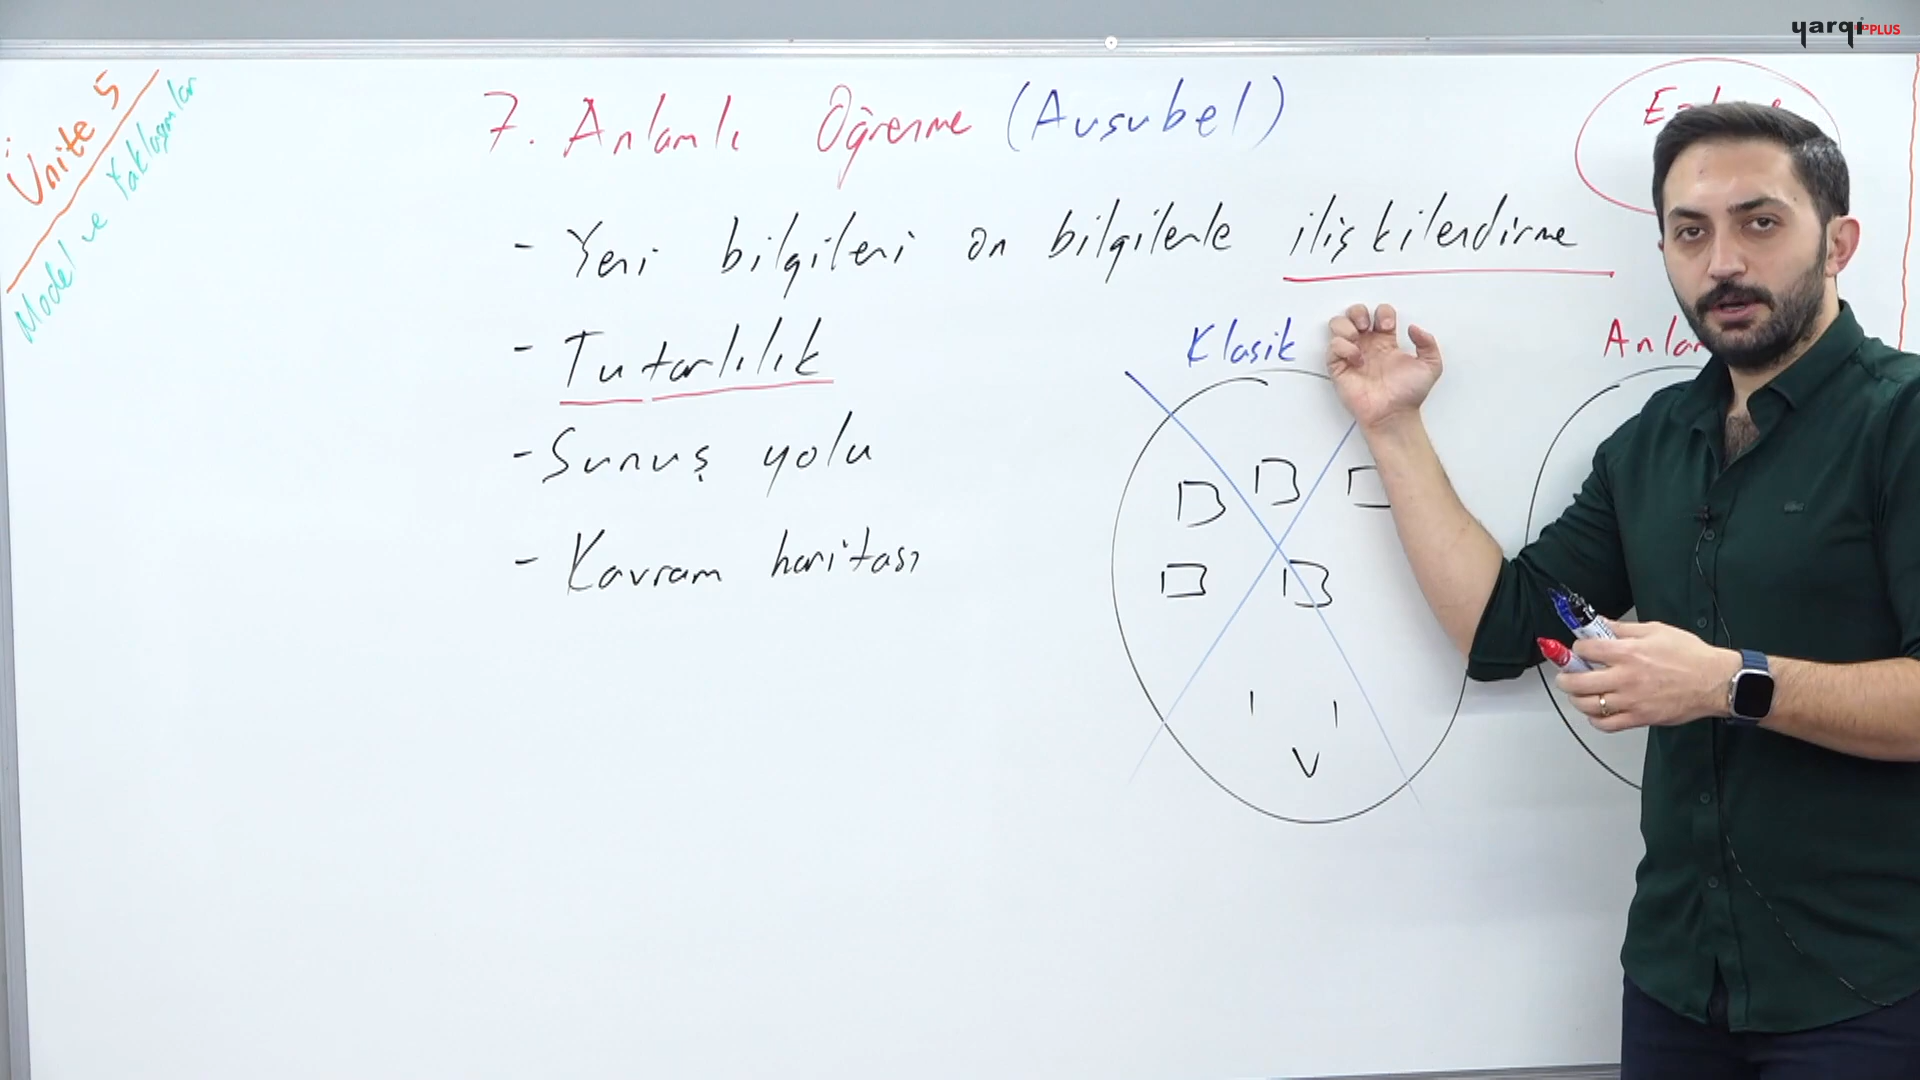 yarqi PLUS
Ünite 5
Model ve Yaklaşımlar
7. Anlamlı Öğrenme (Ausubel)
- Yeni bilgileri ön bilgilerle ilişkilendirme
- Tutarlılık
- Sunuş yolu
- Kavram haritası
Klasik
B B
B B